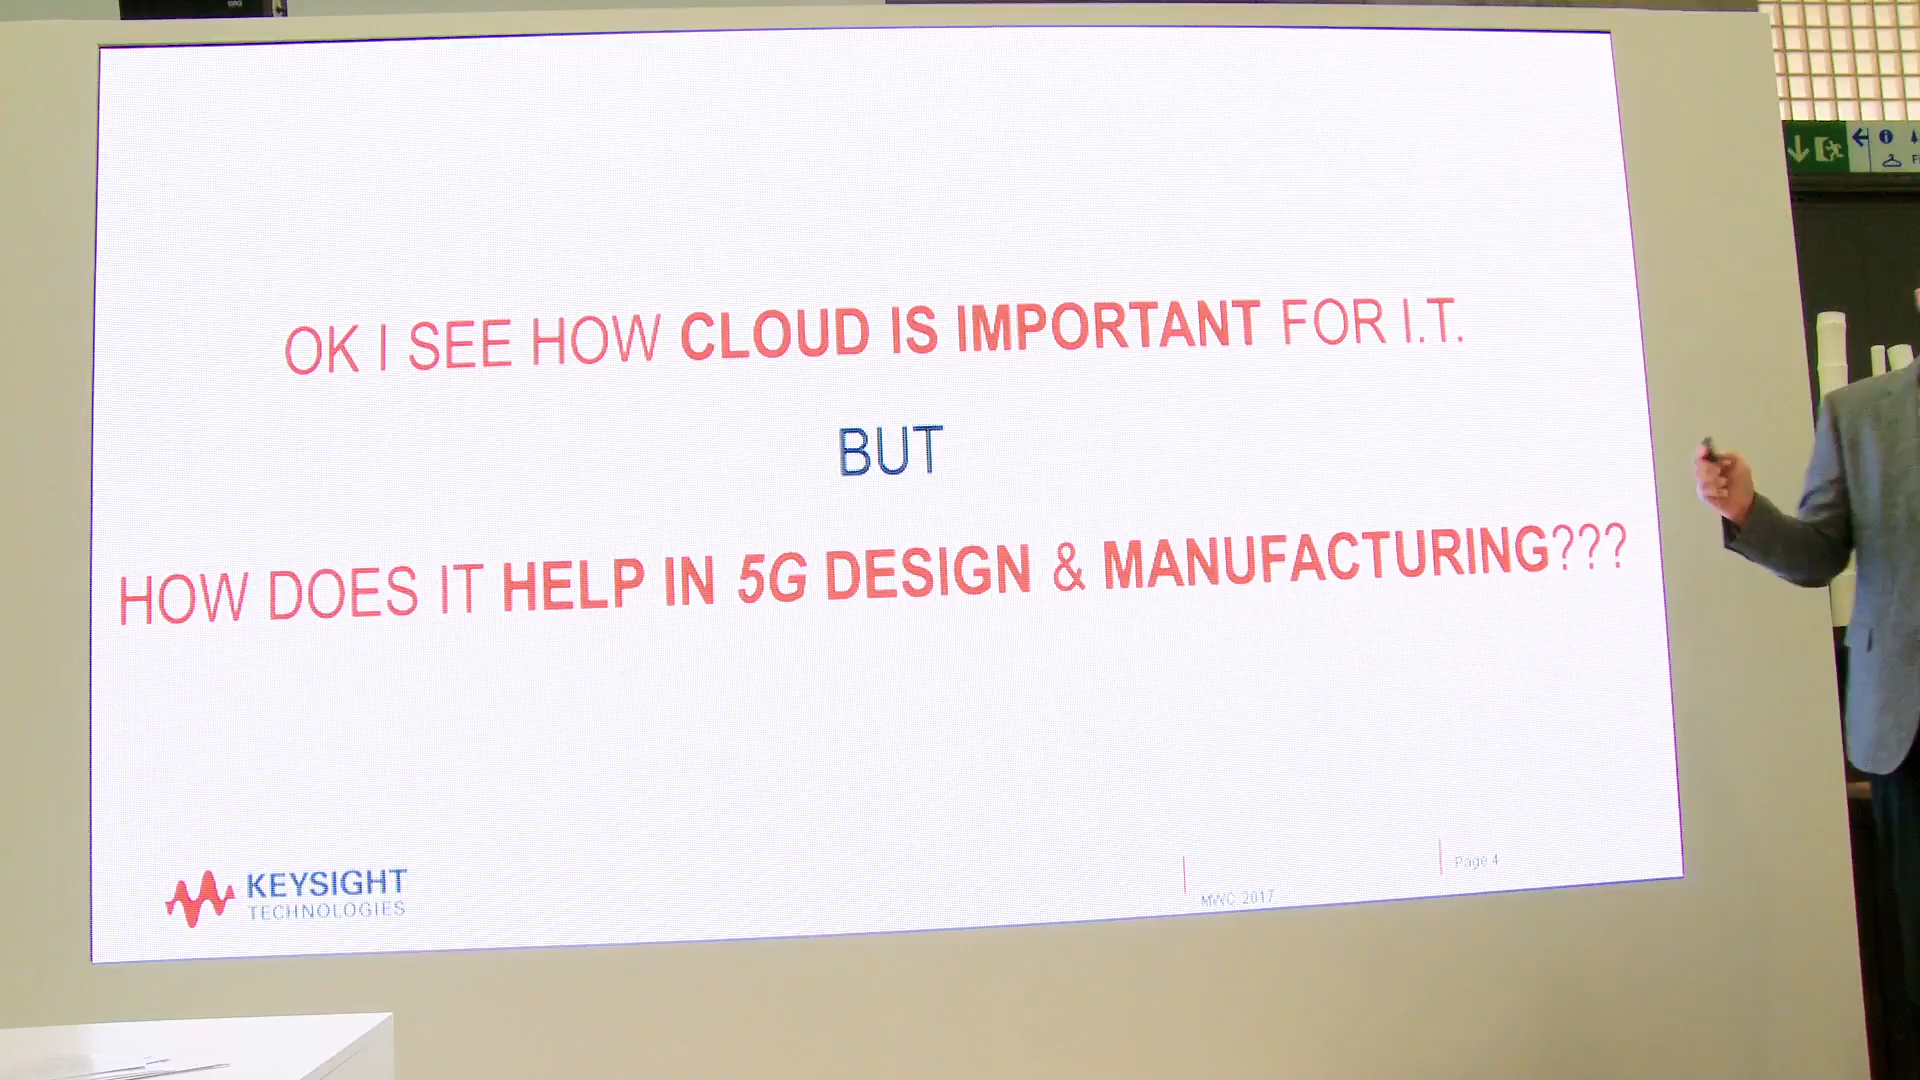 OK I SEE HOW CLOUD IS IMPORTANT FOR I.T.
BUT
HOW DOES IT HELP IN 5G DESIGN & MANUFACTURING???
KEYSIGHT
TECHNOLOGIES
MWC 2017
Page 4